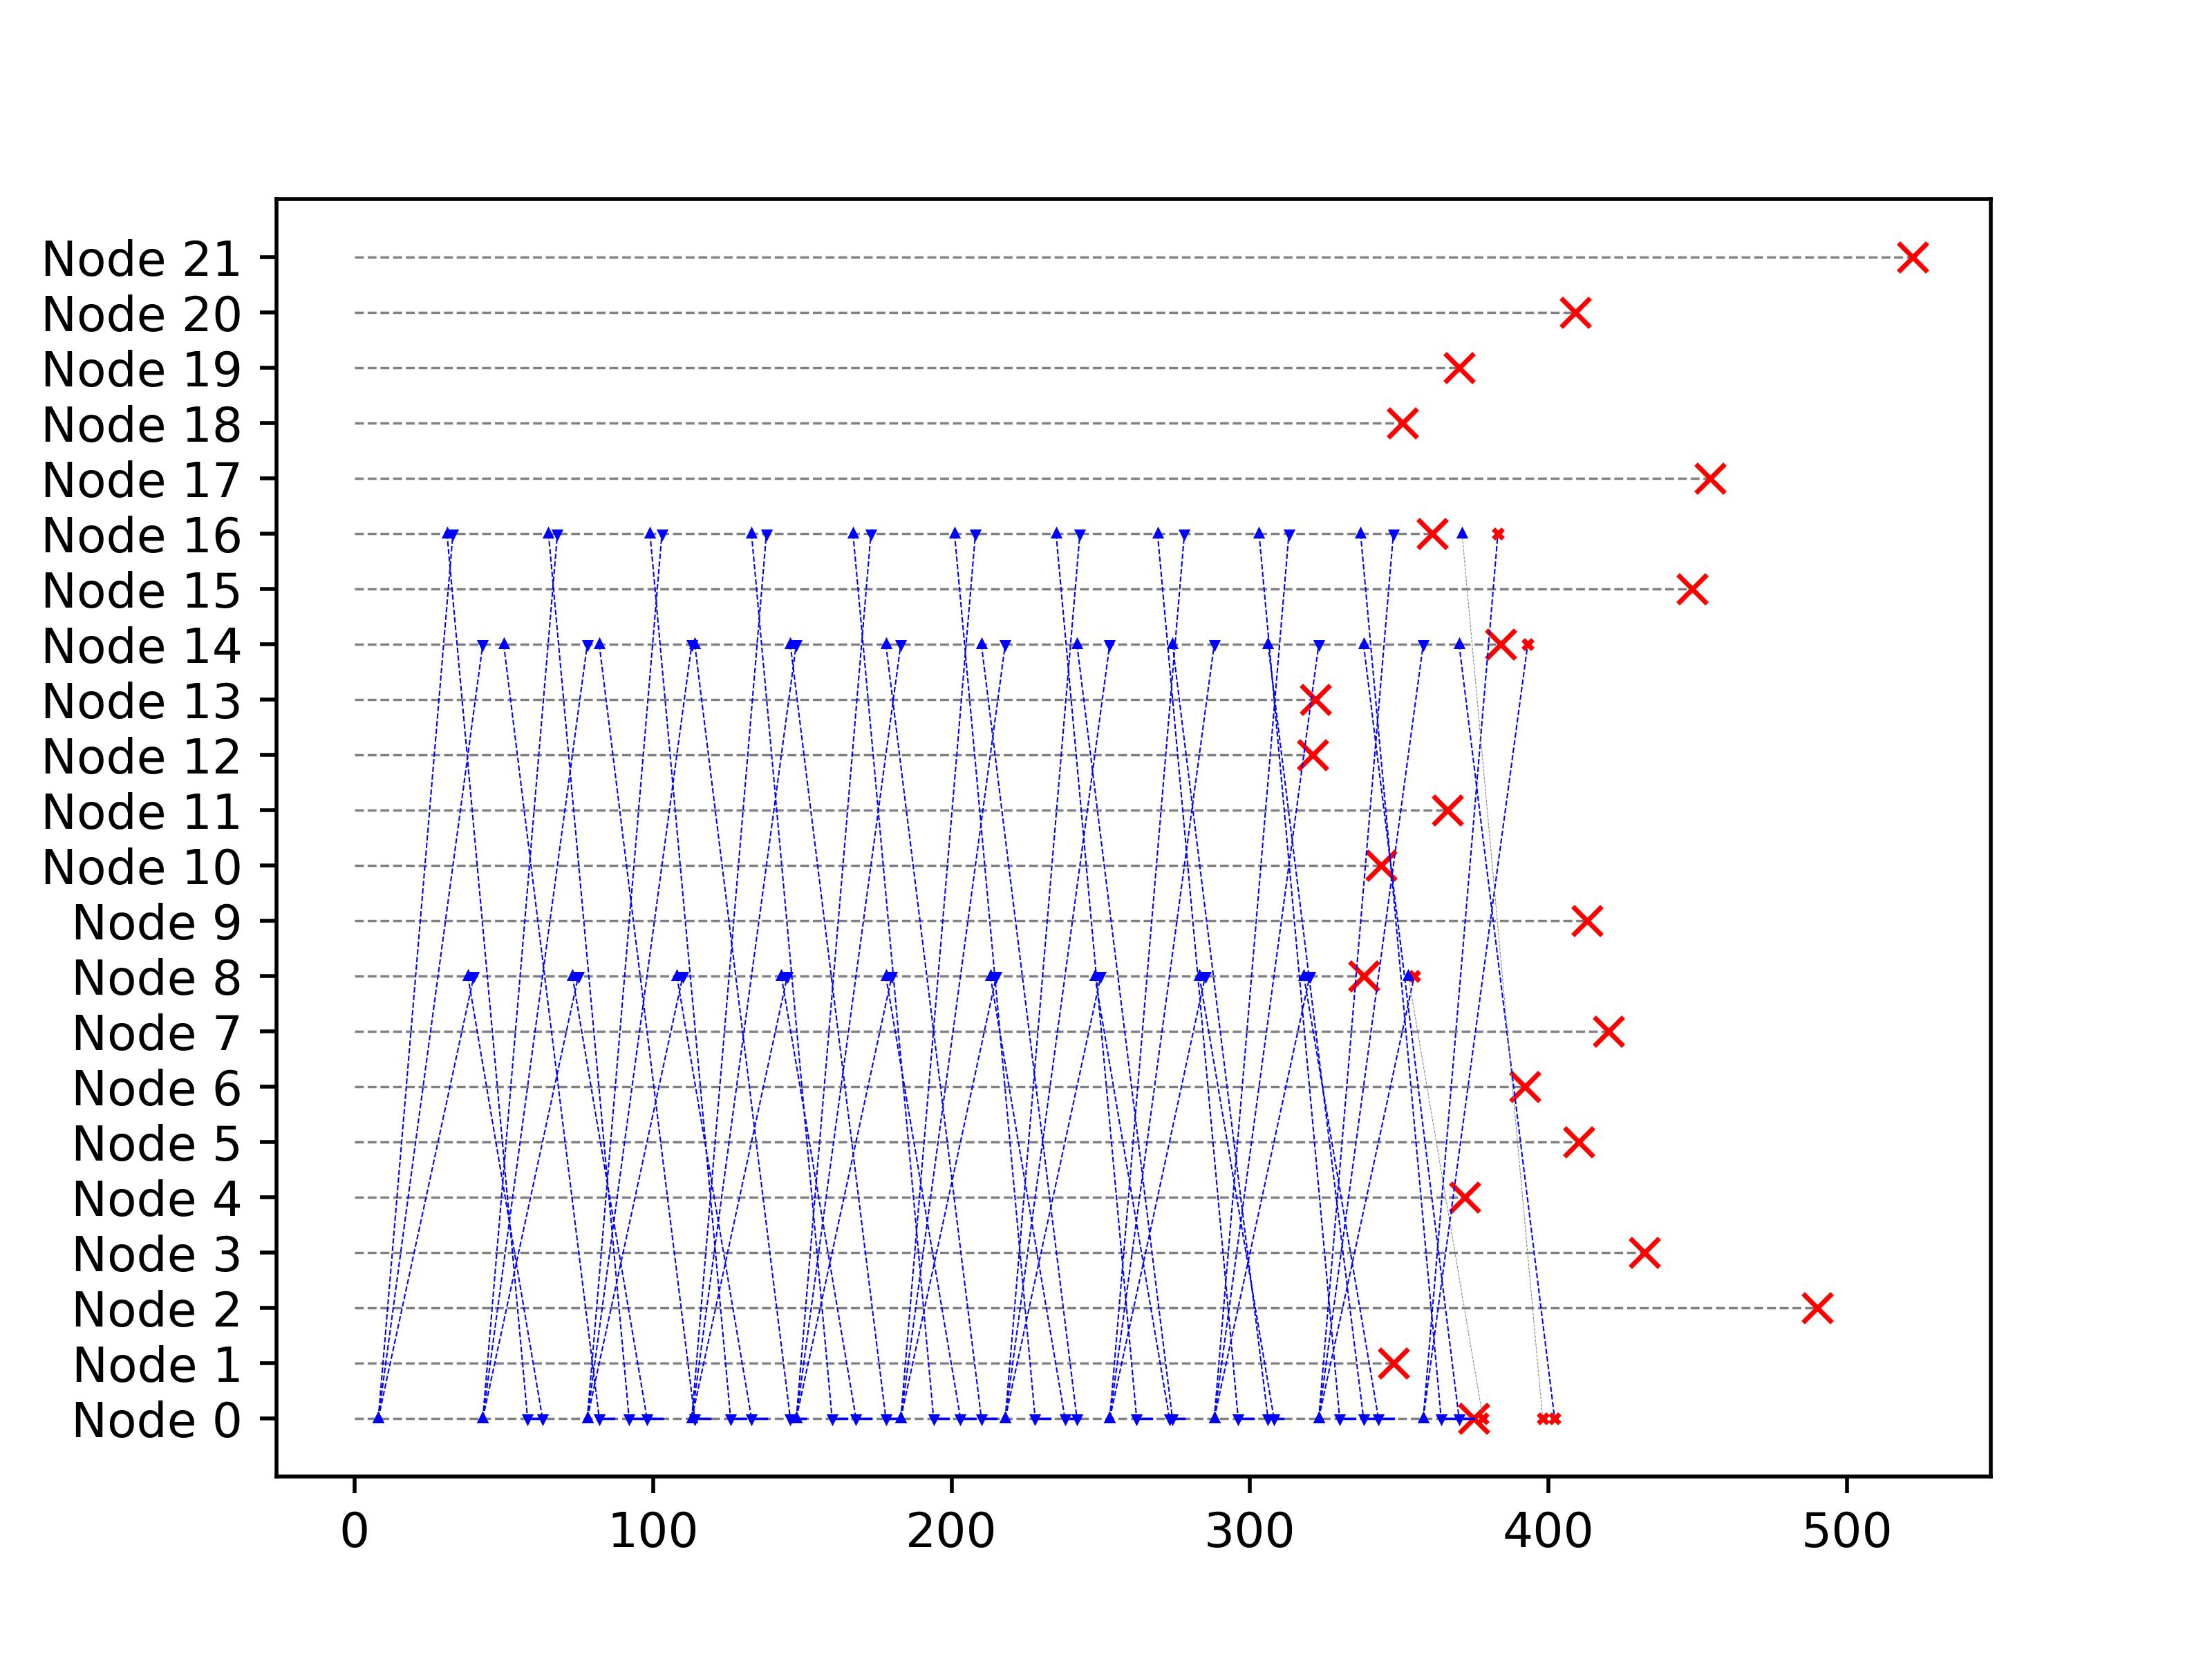 Node 21
Node 20
Node 19
Node 18
Node 17
Node 16
Node 15
Node 14
Node 13
Node 12
Node 11
Node 10
Node 9
Node 8
Node 7
Node 6
Node 5
Node 4
Node 3
Node 2
Node 1
Node 0
0 100 200 300 400 500